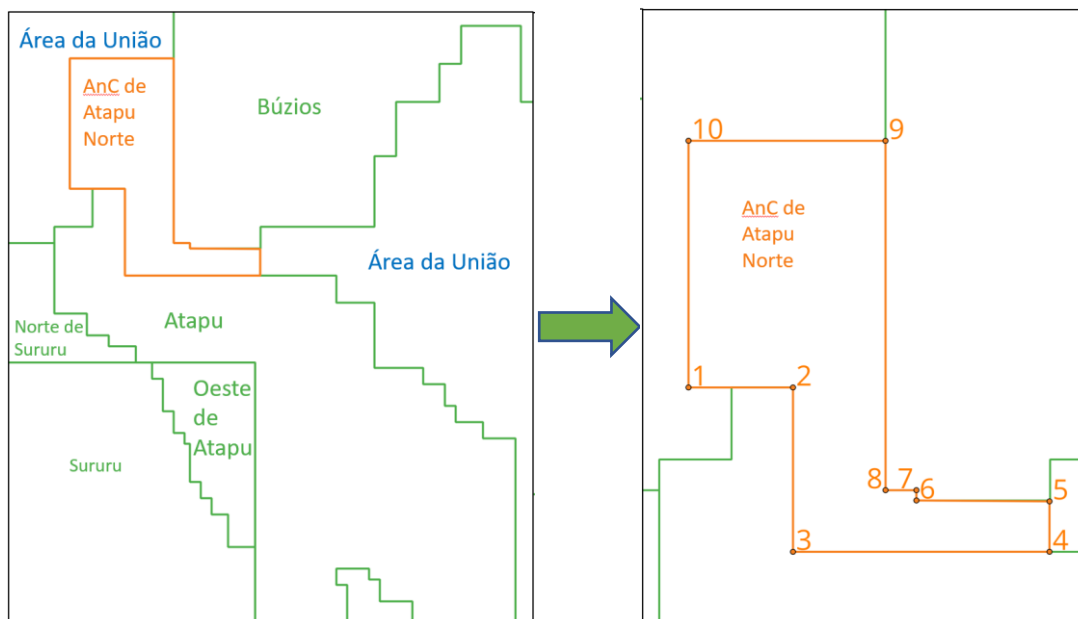 Área da União
AnC de
Atapu
Norte
Búzios
Área da União
Atapu
Norte de
Sururu
Oeste
de
Atapu
Sururu
10
9
AnC de
Atapu
Norte
1
2
8
7
6
5
3
4